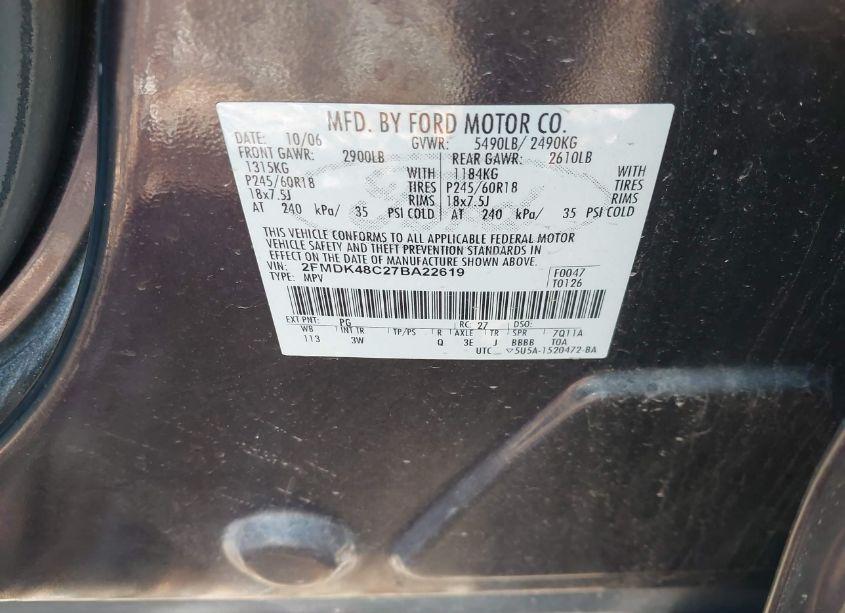 MFD. BY FORD MOTOR CO.
DATE: 10/06 GVWR: 5490LB/ 2490KG
FRONT GAWR: 2900LB REAR GAWR: 2610LB
1315KG WITH 1184KG WITH
P245/60R18 TIRES P245/60R18 TIRES
18x7.5J RIMS 18x7.5J RIMS
AT 240 kPa/ 35 PSI COLD AT 240 kPa/ 35 PSI COLD
THIS VEHICLE CONFORMS TO ALL APPLICABLE FEDERAL MOTOR
VEHICLE SAFETY AND THEFT PREVENTION STANDARDS IN
EFFECT ON THE DATE OF MANUFACTURE SHOWN ABOVE.
VIN: 2FMDK48C27BA22619 F0047
TYPE: MPV T0126
EXT PNT: PG RC: 27 DSO:
WB INT TR TP/PS R AXLE TR SPR 7Q11A
113 3W Q 3E J BBBB T0A
UTC 5U5A-1520472-BA